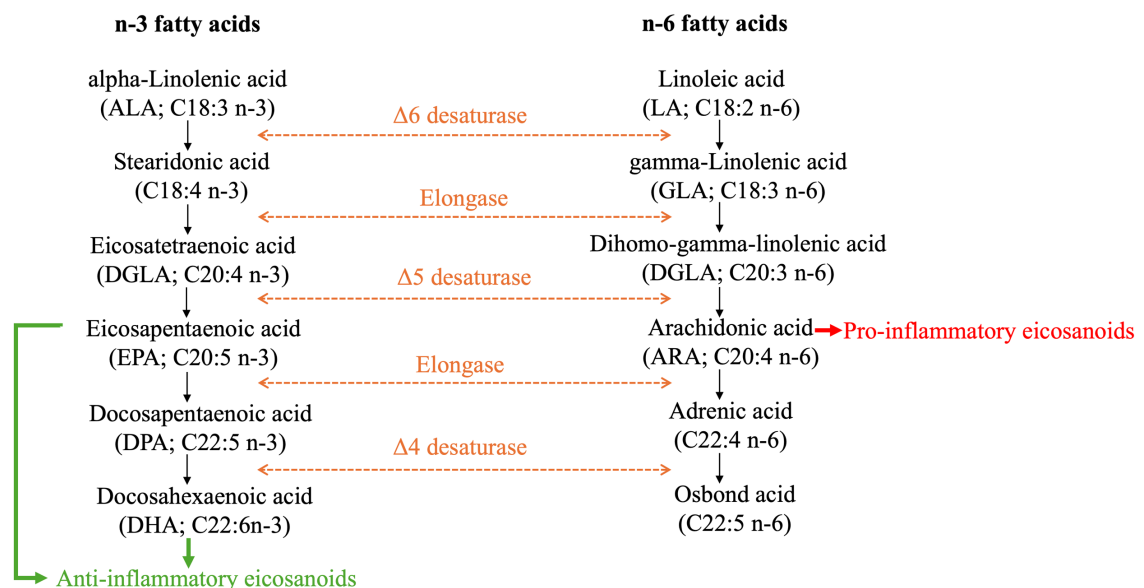 n-3 fatty acids
n-6 fatty acids
alpha-Linolenic acid
(ALA; C18:3 n-3)
Linoleic acid
(LA; C18:2 n-6)
Δ6 desaturase
Stearidonic acid
(C18:4 n-3)
gamma-Linolenic acid
(GLA; C18:3 n-6)
Elongase
Eicosatetraenoic acid
(DGLA; C20:4 n-3)
Dihomo-gamma-linolenic acid
(DGLA; C20:3 n-6)
Δ5 desaturase
Eicosapentaenoic acid
(EPA; C20:5 n-3)
Arachidonic acid
(ARA; C20:4 n-6)
Pro-inflammatory eicosanoids
Elongase
Docosapentaenoic acid
(DPA; C22:5 n-3)
Adrenic acid
(C22:4 n-6)
Δ4 desaturase
Docosahexaenoic acid
(DHA; C22:6n-3)
Osbond acid
(C22:5 n-6)
Anti-inflammatory eicosanoids